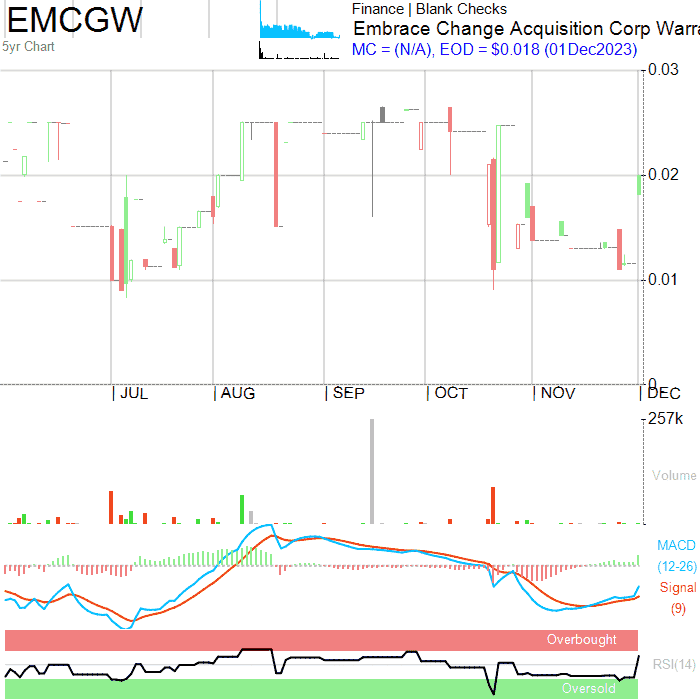 EMCGW
5yr Chart
Finance | Blank Checks
Embrace Change Acquisition Corp Warra
MC = (N/A), EOD = $0.018 (01Dec2023)
0.03
0.02
0.01
0
JUL AUG SEP OCT NOV DEC
257k
Volume
MACD
(12-26)
Signal
(9)
Overbought
RSI(14)
Oversold